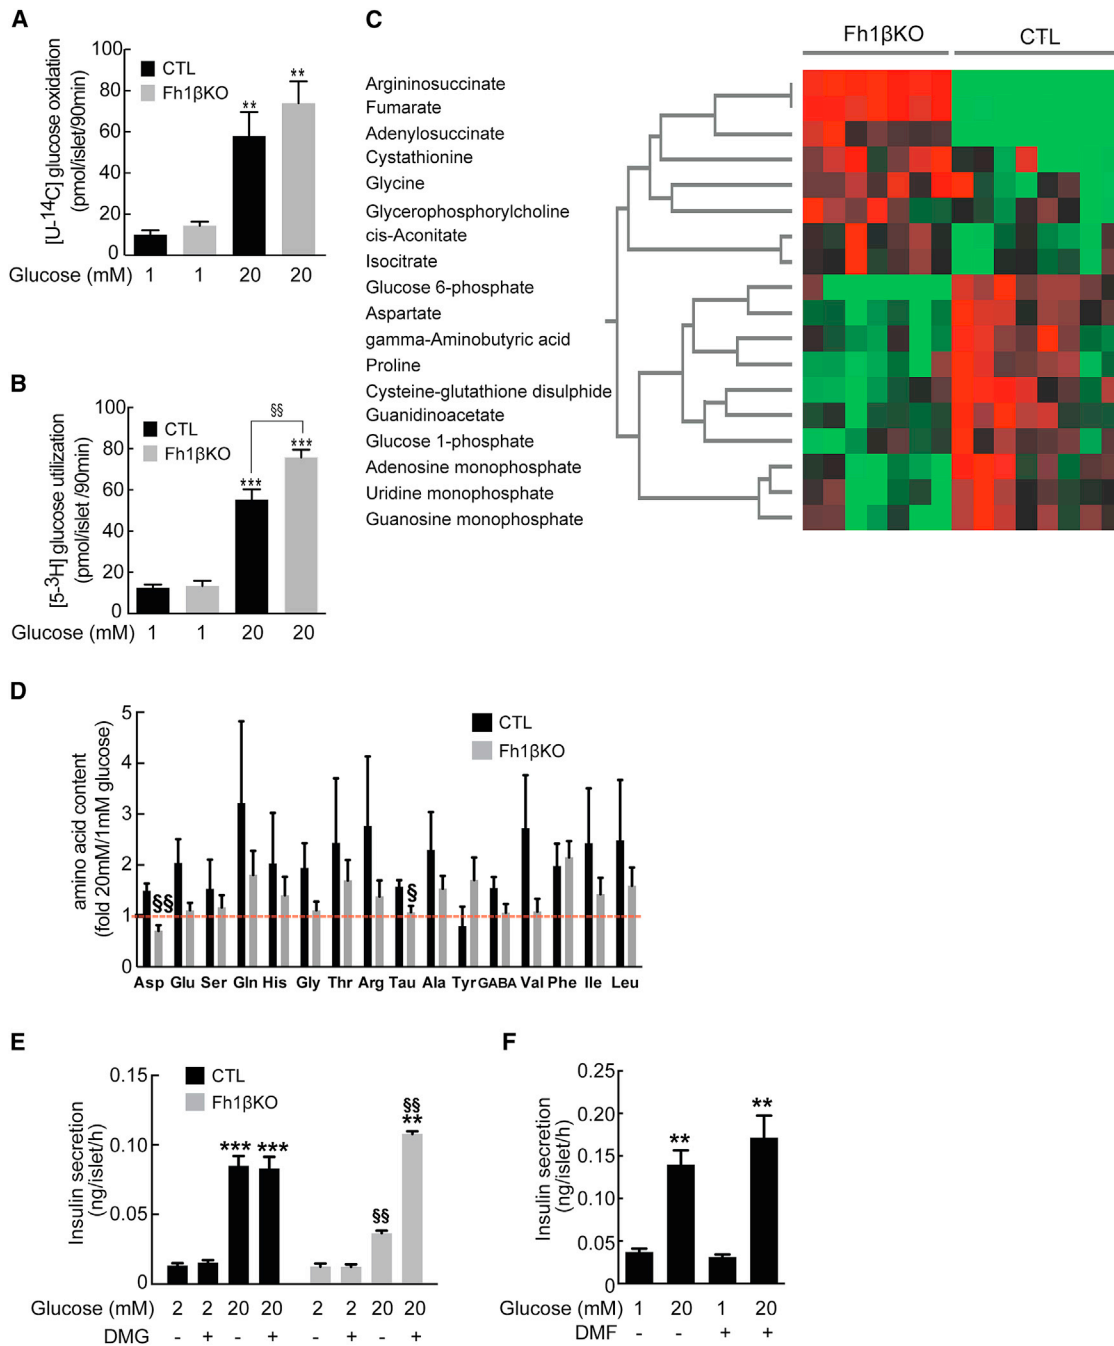 A
[U-14C] glucose oxidation
(pmol/islet/90min)
100
80
60
40
20
0
CTL
Fh1βKO
**
**
Glucose (mM) 1 1 20 20
B
[5-3H] glucose utilization
(pmol/islet /90min)
100
80
60
40
20
0
CTL
Fh1βKO
§§
***
***
Glucose (mM) 1 1 20 20
C
Fh1βKO CTL
Argininosuccinate
Fumarate
Adenylosuccinate
Cystathionine
Glycine
Glycerophosphorylcholine
cis-Aconitate
Isocitrate
Glucose 6-phosphate
Aspartate
gamma-Aminobutyric acid
Proline
Cysteine-glutathione disulphide
Guanidinoacetate
Glucose 1-phosphate
Adenosine monophosphate
Uridine monophosphate
Guanosine monophosphate
D
amino acid content
(fold 20mM/1mM glucose)
5
4
3
2
1
0
CTL
Fh1βKO
§§
§
Asp Glu Ser Gln His Gly Thr Arg Tau Ala Tyr GABA Val Phe Ile Leu
E
Insulin secretion
(ng/islet/h)
0.15
0.10
0.05
0
CTL
Fh1βKO
*** ***
§§
§§
**
Glucose (mM) 2 2 20 20 2 2 20 20
DMG - + - + - + - +
F
Insulin secretion
(ng/islet/h)
0.25
0.20
0.15
0.10
0.05
0
**
**
Glucose (mM) 1 20 1 20
DMF - - + +